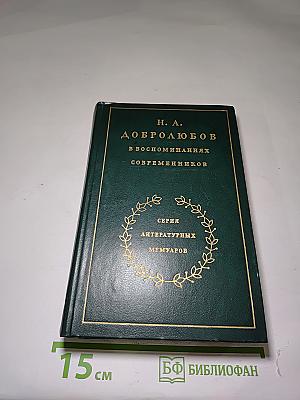 Н. А.
ДОБРОЛЮБОВ
В ВОСПОМИНАНИЯХ
СОВРЕМЕННИКОВ
СЕРИЯ
ЛИТЕРАТУРНЫХ
МЕМУАРОВ
15 см
БФ БИБЛИОФАН